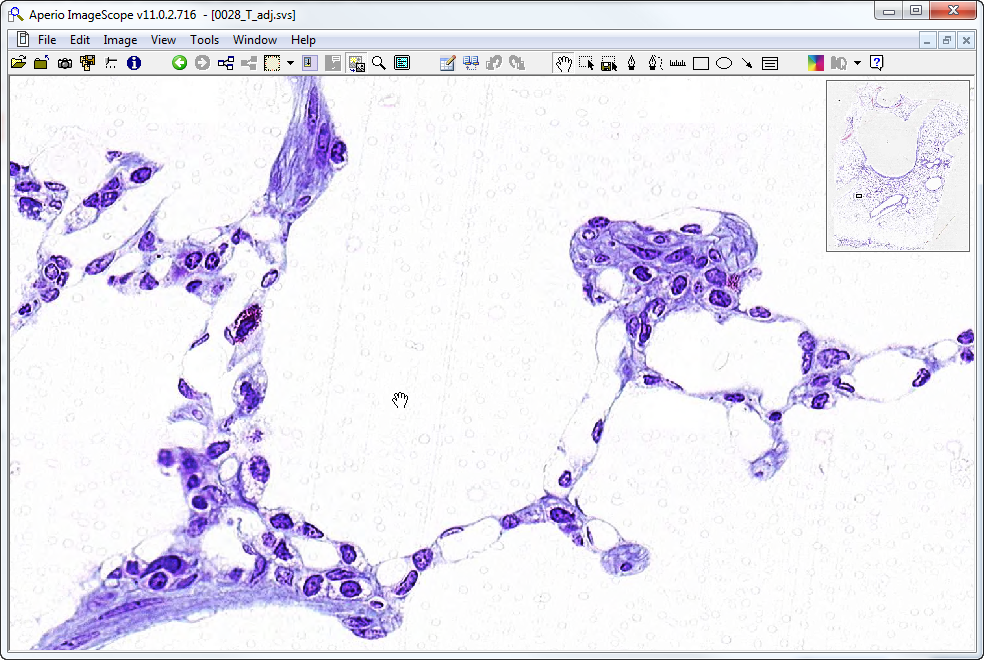 Aperio ImageScope v11.0.2.716 - [0028_T_adj.svs]
File Edit Image View Tools Window Help